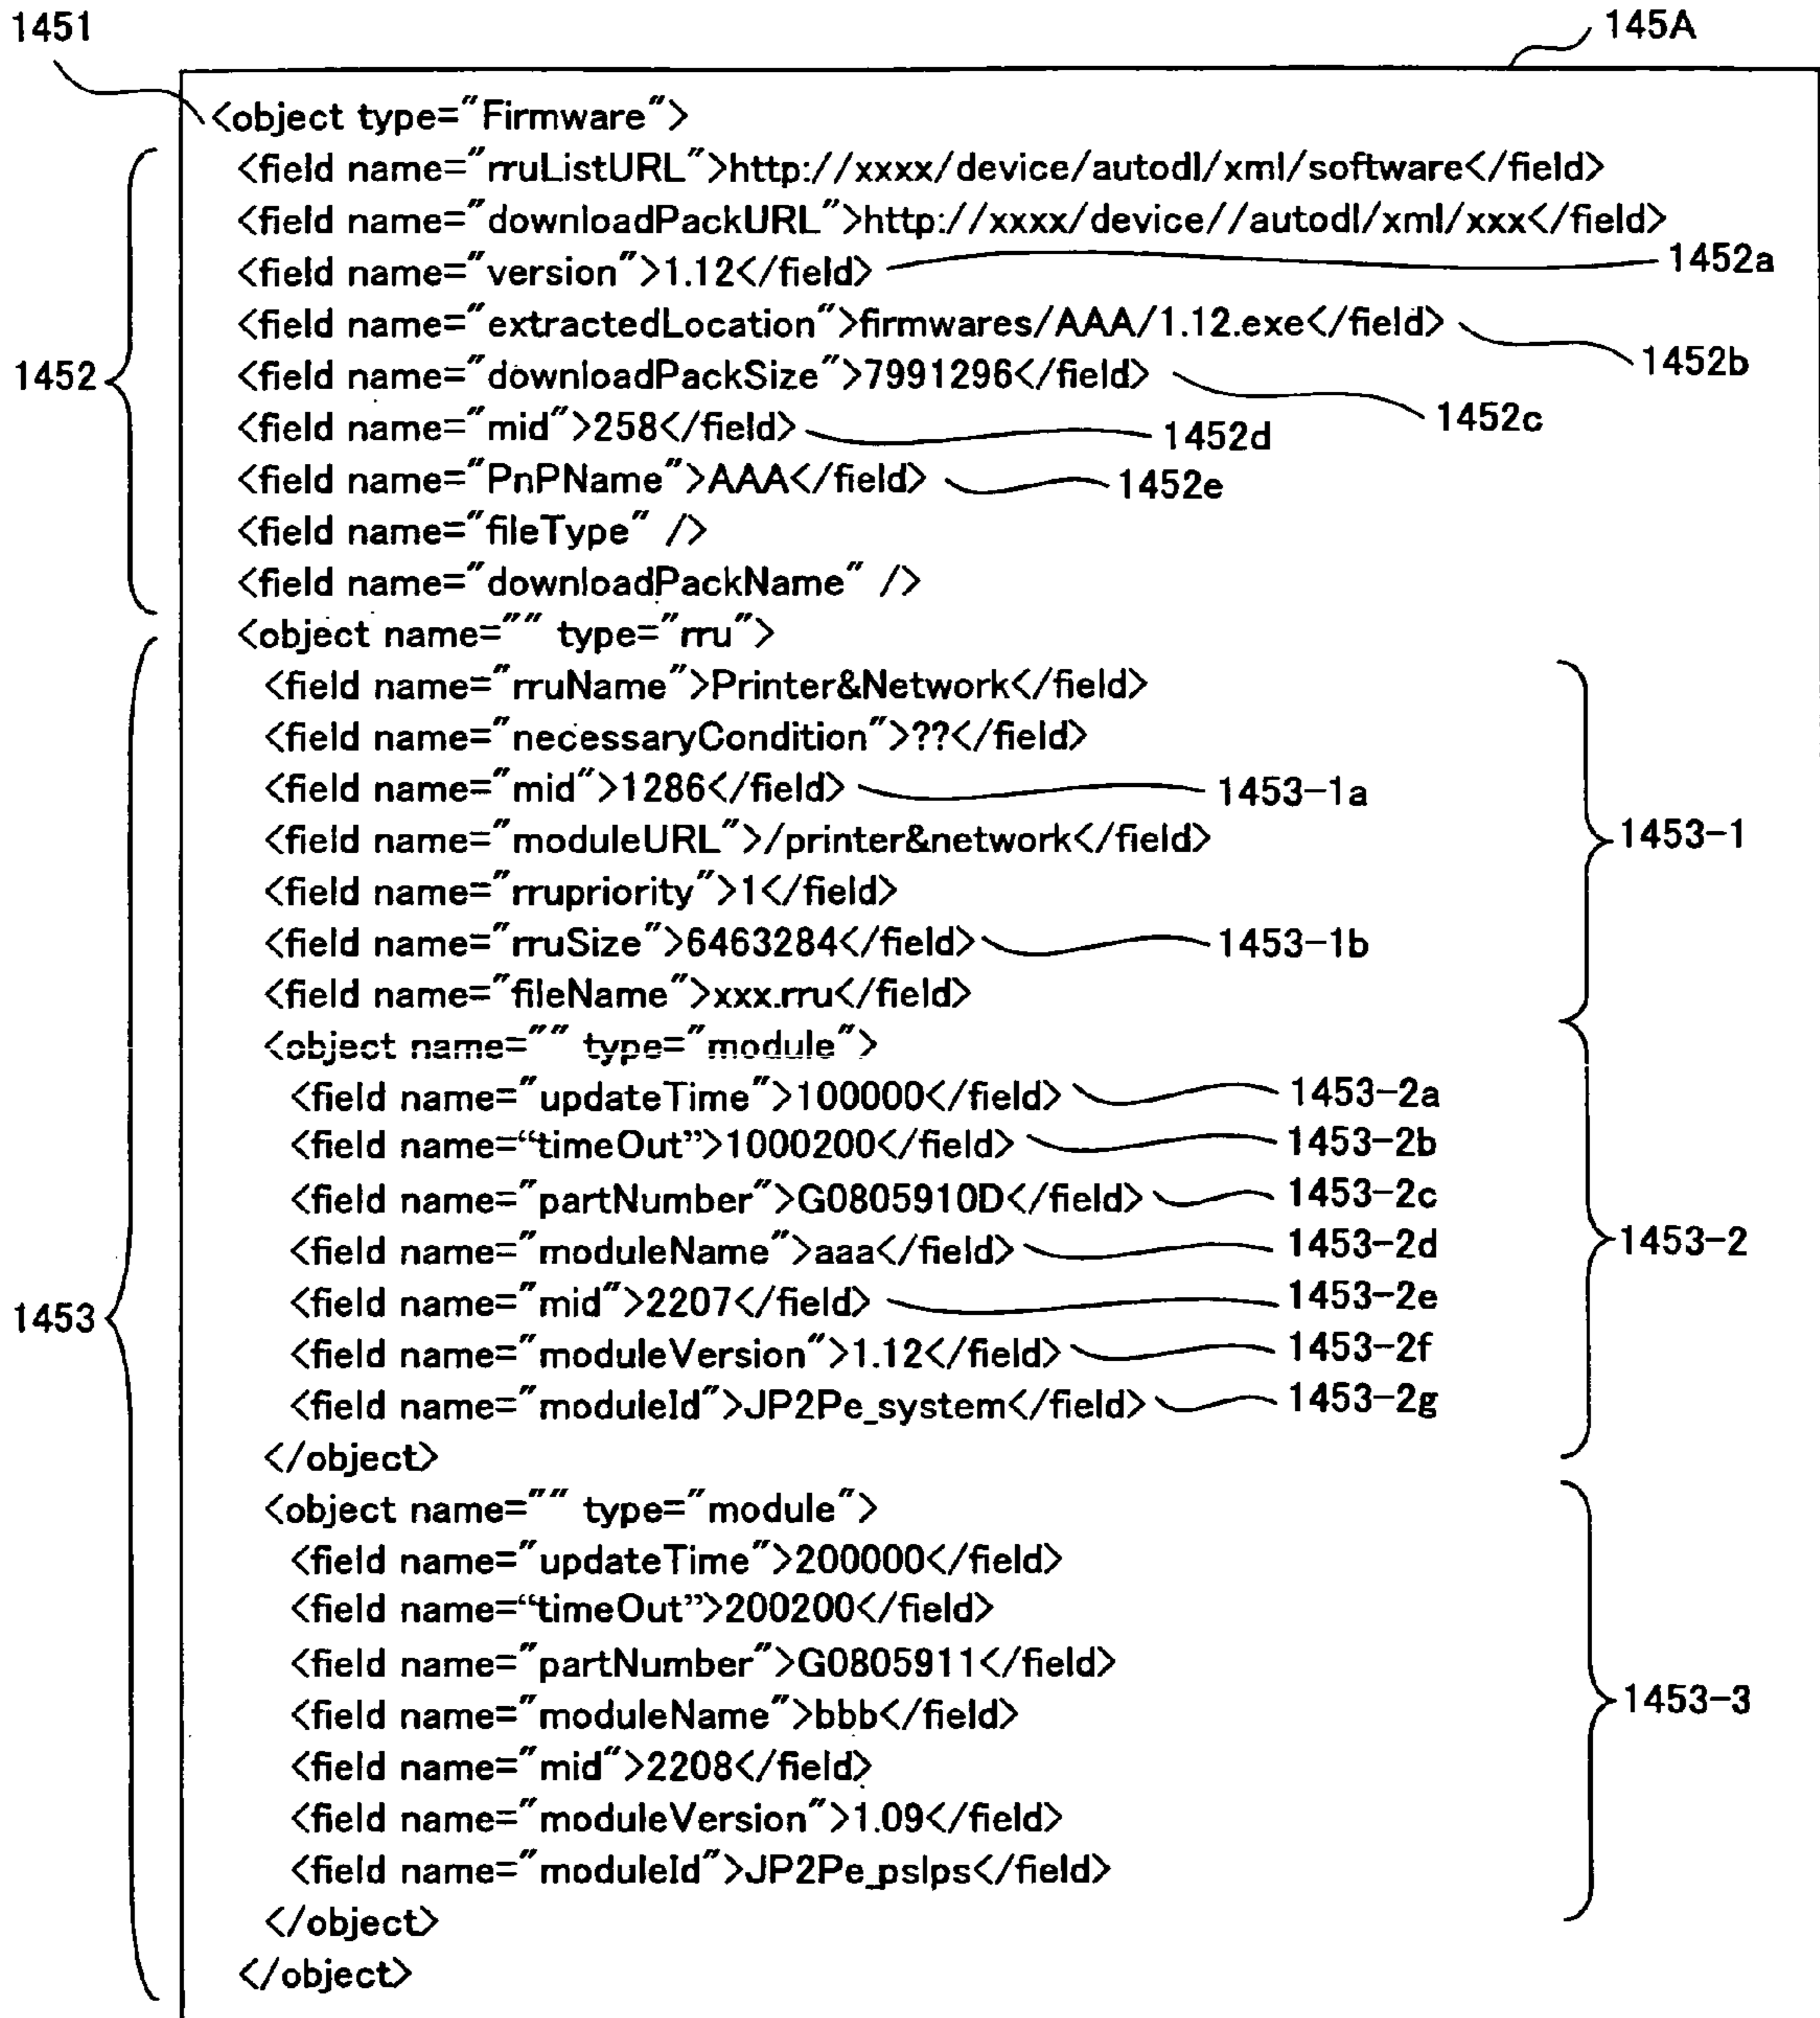 1451
145A
<object type="Firmware">
<field name="rruListURL">http://xxxx/device/autodl/xml/software</field>
<field name="downloadPackURL">http://xxxx/device//autodl/xml/xxx</field>
<field name="version">1.12</field> 1452a
<field name="extractedLocation">firmwares/AAA/1.12.exe</field> 1452b
1452 <field name="downloadPackSize">7991296</field> 1452c
<field name="mid">258</field> 1452d
<field name="PnPName">AAA</field> 1452e
<field name="fileType" />
<field name="downloadPackName" />
<object name="" type="rru">
<field name="rruName">Printer&Network</field>
<field name="necessaryCondition">??</field>
<field name="mid">1286</field> 1453-1a
<field name="moduleURL">/printer&network</field> 1453-1
<field name="rrupriority">1</field>
<field name="rruSize">6463284</field> 1453-1b
<field name="fileName">xxx.rru</field>
<object name="" type="module">
<field name="updateTime">100000</field> 1453-2a
<field name=“timeOut”>1000200</field> 1453-2b
<field name="partNumber">G0805910D</field> 1453-2c
<field name="moduleName">aaa</field> 1453-2d 1453-2
1453 <field name="mid">2207</field> 1453-2e
<field name="moduleVersion">1.12</field> 1453-2f
<field name="moduleId">JP2Pe_system</field> 1453-2g
</object>
<object name="" type="module">
<field name="updateTime">200000</field>
<field name=“timeOut”>200200</field>
<field name="partNumber">G0805911</field>
<field name="moduleName">bbb</field> 1453-3
<field name="mid">2208</field>
<field name="moduleVersion">1.09</field>
<field name="moduleId">JP2Pe_pslps</field>
</object>
</object>